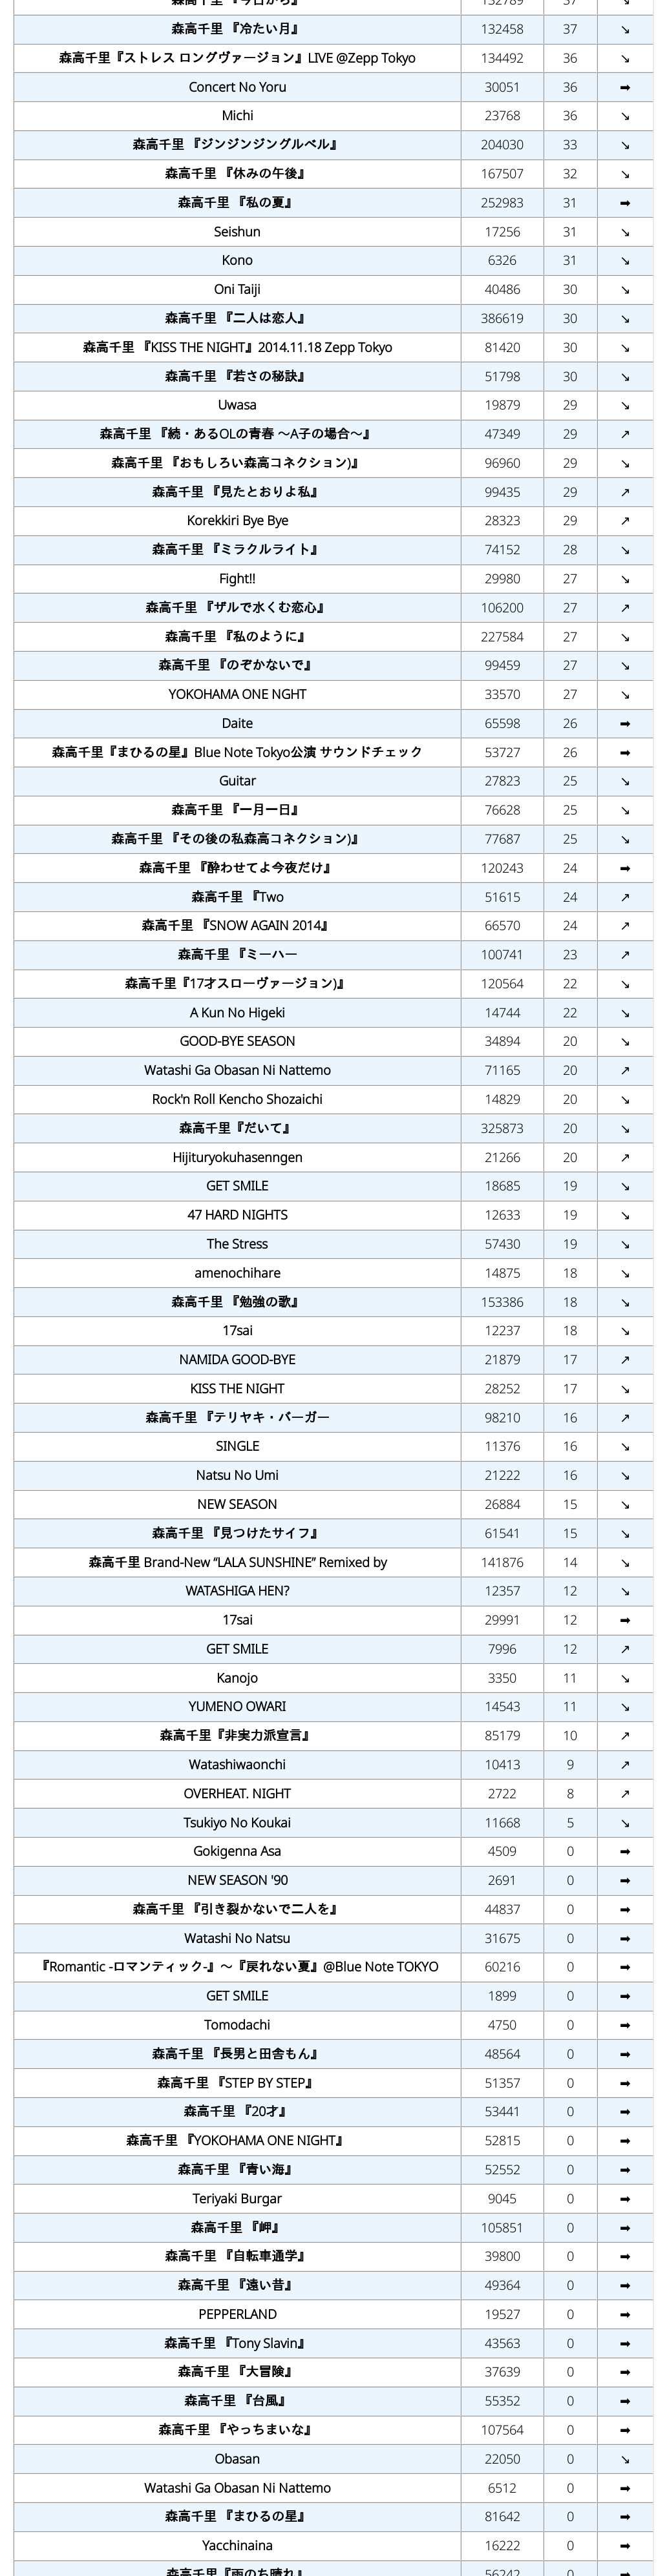 森高千里 『今日から』 132789 37 ↘
森高千里 『冷たい月』 132458 37 ↘
森高千里『ストレス ロングヴァージョン』LIVE @Zepp Tokyo 134492 36 ↘
Concert No Yoru 30051 36 ➡
Michi 23768 36 ↘
森高千里 『ジンジンジングルベル』 204030 33 ↘
森高千里 『休みの午後』 167507 32 ↘
森高千里 『私の夏』 252983 31 ➡
Seishun 17256 31 ↘
Kono 6326 31 ↘
Oni Taiji 40486 30 ↘
森高千里 『二人は恋人』 386619 30 ↘
森高千里 『KISS THE NIGHT』2014.11.18 Zepp Tokyo 81420 30 ↘
森高千里 『若さの秘訣』 51798 30 ↘
Uwasa 19879 29 ↘
森高千里 『続・あるOLの青春 〜A子の場合〜』 47349 29 ↗
森高千里 『おもしろい森高コネクション)』 96960 29 ↘
森高千里 『見たとおりよ私』 99435 29 ↗
Korekkiri Bye Bye 28323 29 ↗
森高千里 『ミラクルライト』 74152 28 ↘
Fight!! 29980 27 ↘
森高千里 『ザルで水くむ恋心』 106200 27 ↗
森高千里 『私のように』 227584 27 ↘
森高千里 『のぞかないで』 99459 27 ↘
YOKOHAMA ONE NGHT 33570 27 ↘
Daite 65598 26 ➡
森高千里『まひるの星』Blue Note Tokyo公演 サウンドチェック 53727 26 ➡
Guitar 27823 25 ↘
森高千里 『一月一日』 76628 25 ↘
森高千里 『その後の私森高コネクション)』 77687 25 ↘
森高千里 『酔わせてよ今夜だけ』 120243 24 ➡
森高千里 『Two 51615 24 ↗
森高千里 『SNOW AGAIN 2014』 66570 24 ↗
森高千里 『ミーハー 100741 23 ↗
森高千里『17才スローヴァージョン)』 120564 22 ↘
A Kun No Higeki 14744 22 ↘
GOOD-BYE SEASON 34894 20 ↘
Watashi Ga Obasan Ni Nattemo 71165 20 ↗
Rock'n Roll Kencho Shozaichi 14829 20 ↘
森高千里『だいて』 325873 20 ↘
Hijituryokuhasenngen 21266 20 ↗
GET SMILE 18685 19 ↘
47 HARD NIGHTS 12633 19 ↘
The Stress 57430 19 ↘
amenochihare 14875 18 ↘
森高千里 『勉強の歌』 153386 18 ↘
17sai 12237 18 ↘
NAMIDA GOOD-BYE 21879 17 ↗
KISS THE NIGHT 28252 17 ↘
森高千里 『テリヤキ・バーガー 98210 16 ↗
SINGLE 11376 16 ↘
Natsu No Umi 21222 16 ↘
NEW SEASON 26884 15 ↘
森高千里 『見つけたサイフ』 61541 15 ↘
森高千里 Brand-New “LALA SUNSHINE” Remixed by 141876 14 ↘
WATASHIGA HEN? 12357 12 ↘
17sai 29991 12 ➡
GET SMILE 7996 12 ↗
Kanojo 3350 11 ↘
YUMENO OWARI 14543 11 ↘
森高千里『非実力派宣言』 85179 10 ↗
Watashiwaonchi 10413 9 ↗
OVERHEAT. NIGHT 2722 8 ↗
Tsukiyo No Koukai 11668 5 ↘
Gokigenna Asa 4509 0 ➡
NEW SEASON '90 2691 0 ➡
森高千里 『引き裂かないで二人を』 44837 0 ➡
Watashi No Natsu 31675 0 ➡
『Romantic -ロマンティック-』〜『戻れない夏』@Blue Note TOKYO 60216 0 ➡
GET SMILE 1899 0 ➡
Tomodachi 4750 0 ➡
森高千里 『長男と田舎もん』 48564 0 ➡
森高千里 『STEP BY STEP』 51357 0 ➡
森高千里 『20才』 53441 0 ➡
森高千里 『YOKOHAMA ONE NIGHT』 52815 0 ➡
森高千里 『青い海』 52552 0 ➡
Teriyaki Burgar 9045 0 ➡
森高千里 『岬』 105851 0 ➡
森高千里 『自転車通学』 39800 0 ➡
森高千里 『遠い昔』 49364 0 ➡
PEPPERLAND 19527 0 ➡
森高千里 『Tony Slavin』 43563 0 ➡
森高千里 『大冒険』 37639 0 ➡
森高千里 『台風』 55352 0 ➡
森高千里 『やっちまいな』 107564 0 ➡
Obasan 22050 0 ↘
Watashi Ga Obasan Ni Nattemo 6512 0 ➡
森高千里 『まひるの星』 81642 0 ➡
Yacchinaina 16222 0 ➡
森高千里『雨のち晴れ』 56242 0 ➡